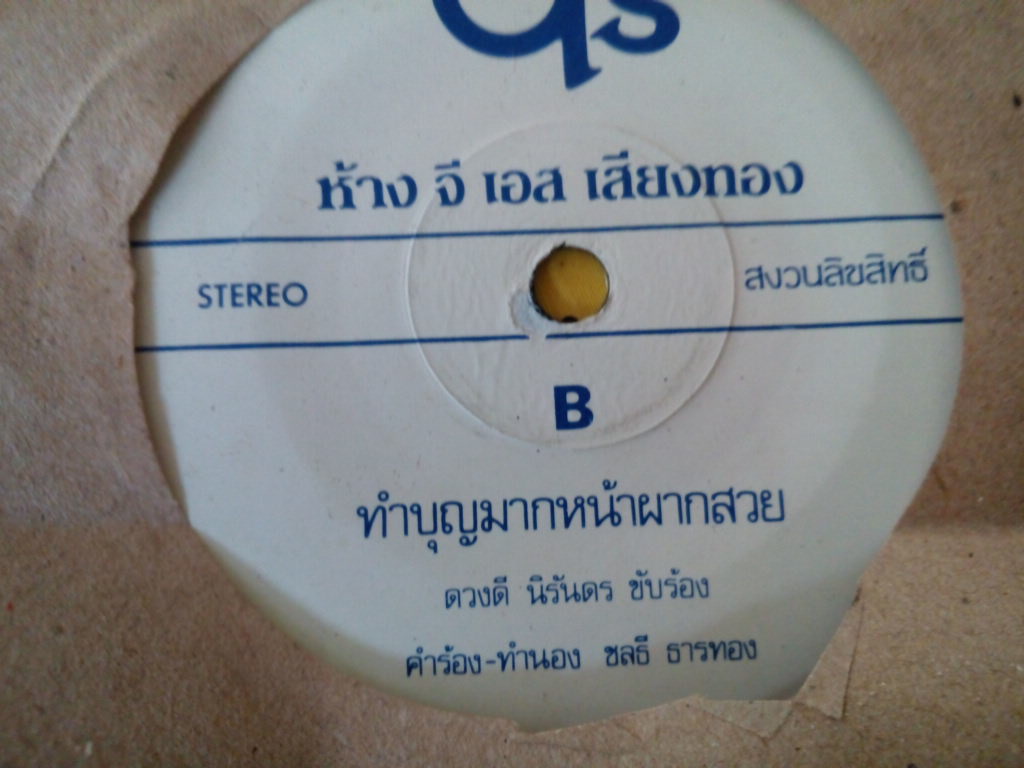 ห้าง จี เอส เสียงทอง
STEREO
สงวนลิขสิทธิ์
B
ทำบุญมากหน้าผากสวย
ดวงดี นิรันดร ขับร้อง
คำร้อง-ทำนอง ชลธี ธารทอง